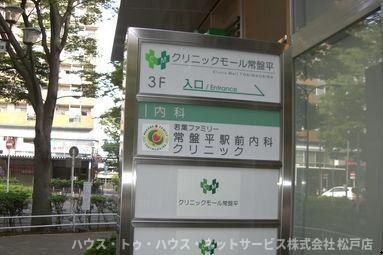 クリニックモール常盤平
Clinic Mall TOKIWADAIRA
3F 入口/Entrance
内科
若葉ファミリー
常盤平駅前内科
クリニック
クリニックモール常盤平
ハウス・トゥ・ハウス・ネットサービス株式会社 松戸店